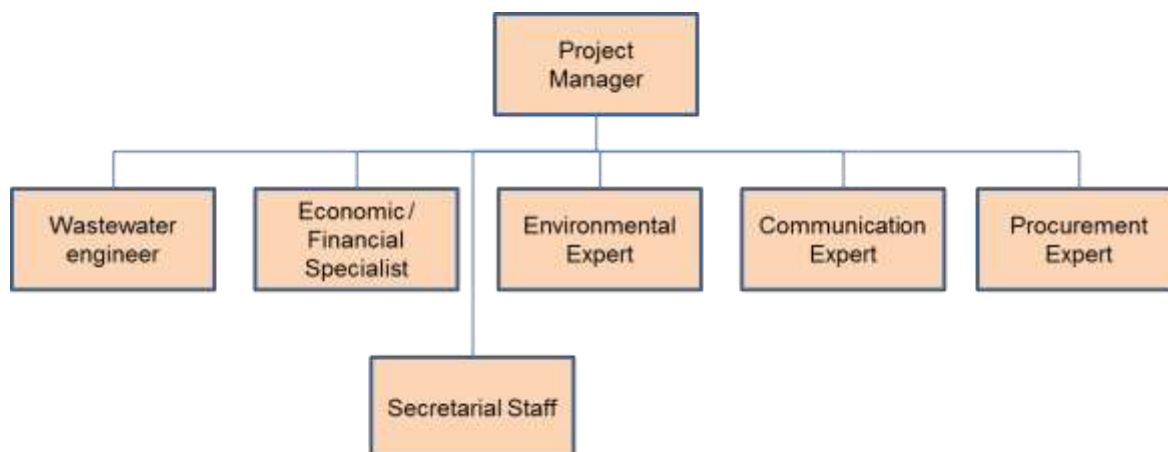 Project
Manager
Wastewater
engineer
Economic /
Financial
Specialist
Environmental
Expert
Communication
Expert
Procurement
Expert
Secretarial Staff